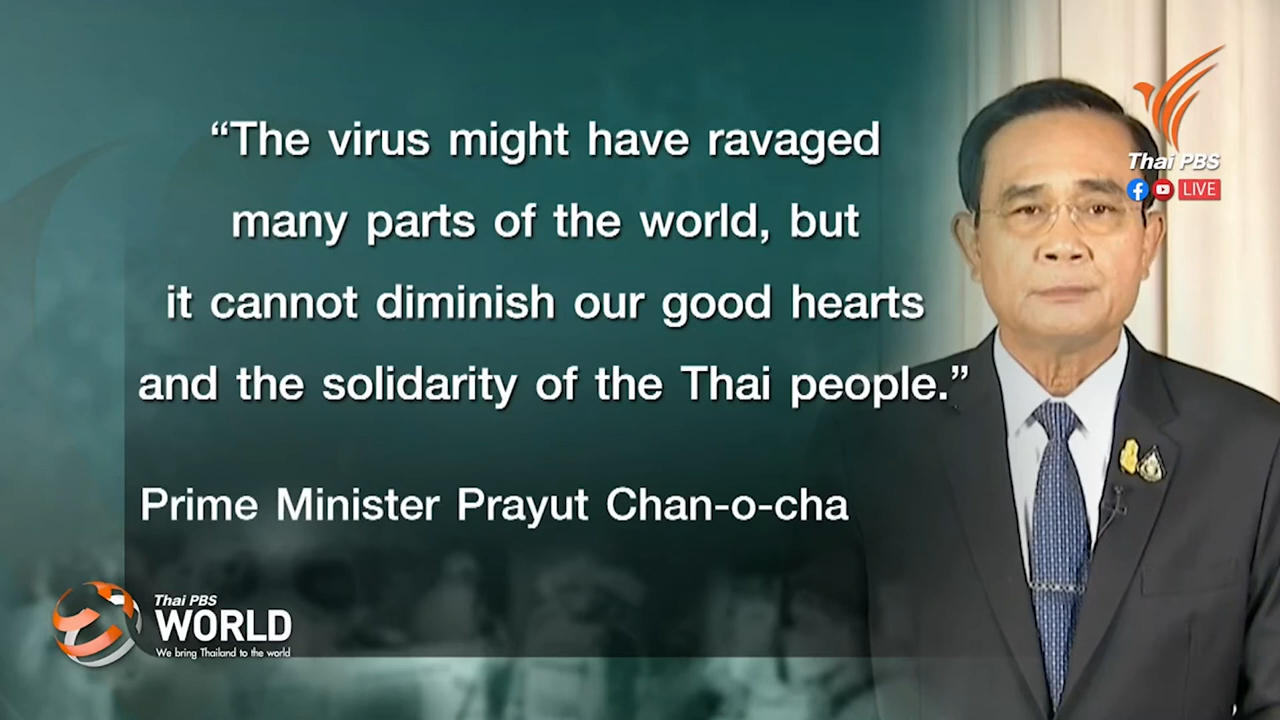 “The virus might have ravaged
many parts of the world, but
it cannot diminish our good hearts
and the solidarity of the Thai people.”
Prime Minister Prayut Chan-o-cha
Thai PBS
LIVE
Thai PBS
WORLD
We bring Thailand to the world